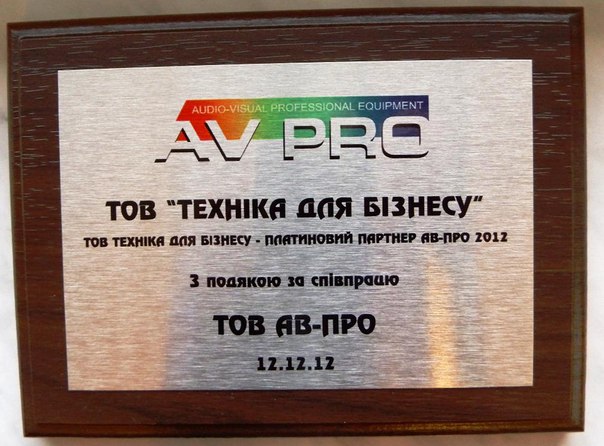 AUDIO-VISUAL PROFESSIONAL EQUIPMENT
AV PRO
ТОВ "ТЕХНІКА ДЛЯ БІЗНЕСУ"
ТОВ ТЕХНІКА ДЛЯ БІЗНЕСУ - ПЛАТИНОВИЙ ПАРТНЕР АВ-ПРО 2012
З подякою за співпрацю
ТОВ АВ-ПРО
12.12.12